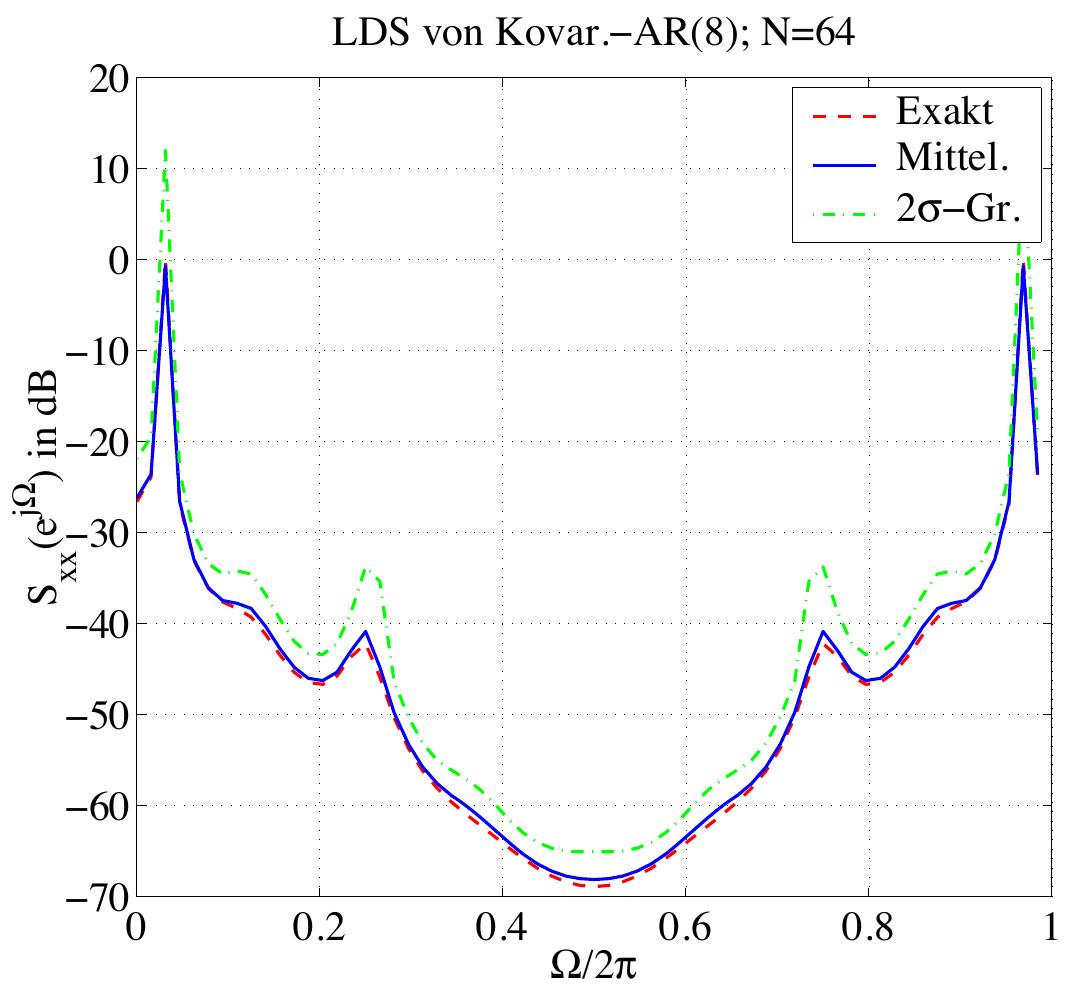 LDS von Kovar.−AR(8); N=64
20
10
0
−10
−20
−30
−40
−50
−60
−70
S_xx(e^jΩ) in dB
Exakt
Mittel.
2σ−Gr.
0
0.2
0.4
0.6
0.8
1
Ω/2π